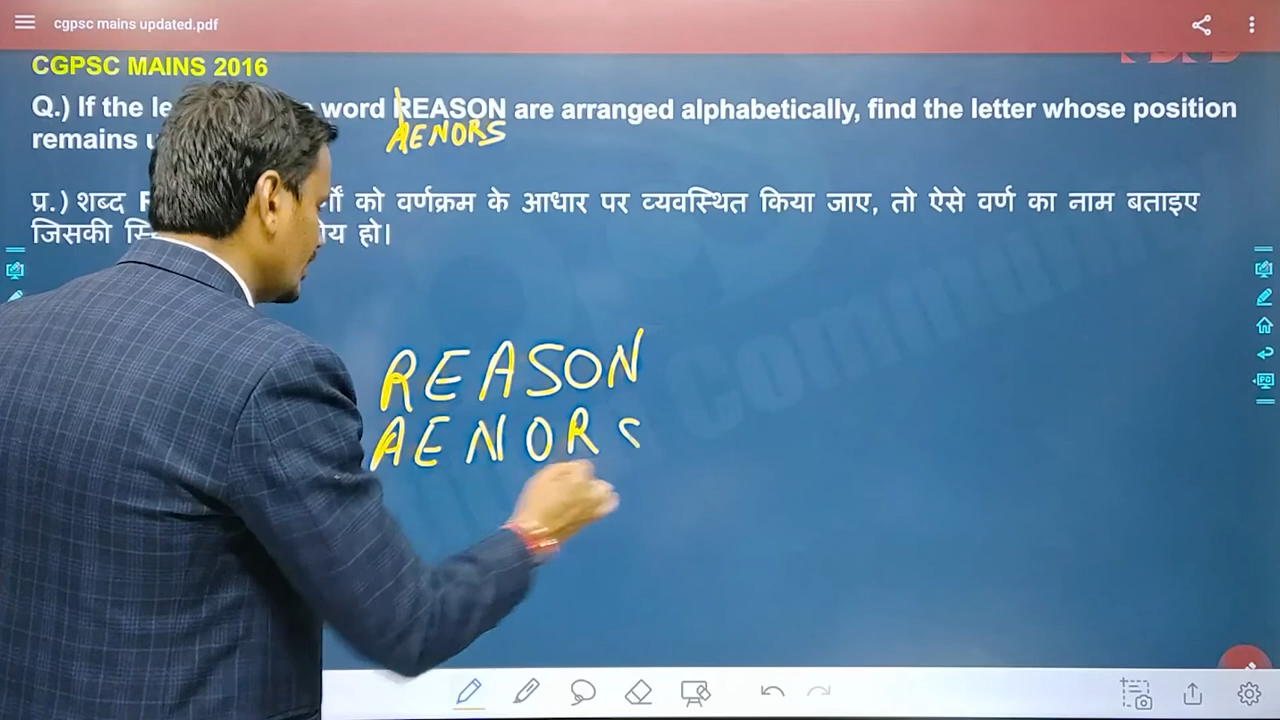 cgpsc mains updated.pdf
CGPSC MAINS 2016
Q.) If the word REASON are arranged alphabetically, find the letter whose position
AENORS
remains
प्र.) शब्द को वर्णक्रम के आधार पर व्यवस्थित किया जाए, तो ऐसे वर्ण का नाम बताइए
जिसकी हो।
REASON
AENORS
Community